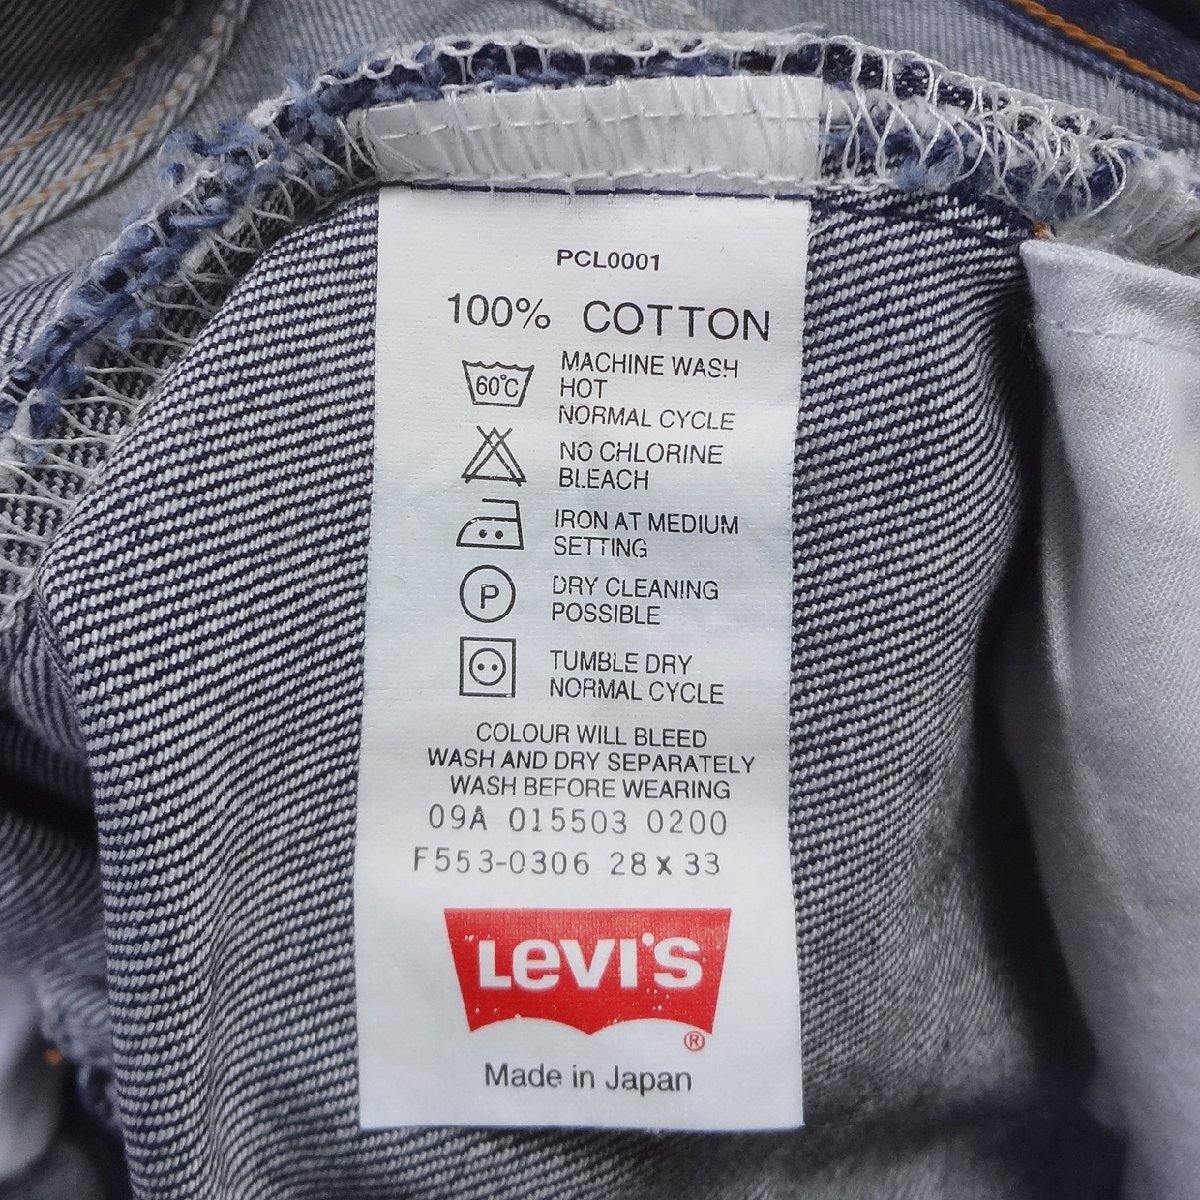 PCL0001
100% COTTON
60°C
MACHINE WASH
HOT
NORMAL CYCLE
NO CHLORINE
BLEACH
IRON AT MEDIUM
SETTING
P
DRY CLEANING
POSSIBLE
TUMBLE DRY
NORMAL CYCLE
COLOUR WILL BLEED
WASH AND DRY SEPARATELY
WASH BEFORE WEARING
09A 015503 0200
F553-0306 28 x 33
LEVI'S
®
Made in Japan